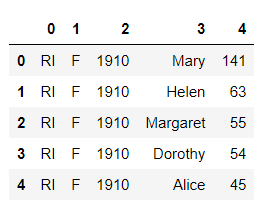 0 1 2 3 4
0 RI F 1910 Mary 141
1 RI F 1910 Helen 63
2 RI F 1910 Margaret 55
3 RI F 1910 Dorothy 54
4 RI F 1910 Alice 45